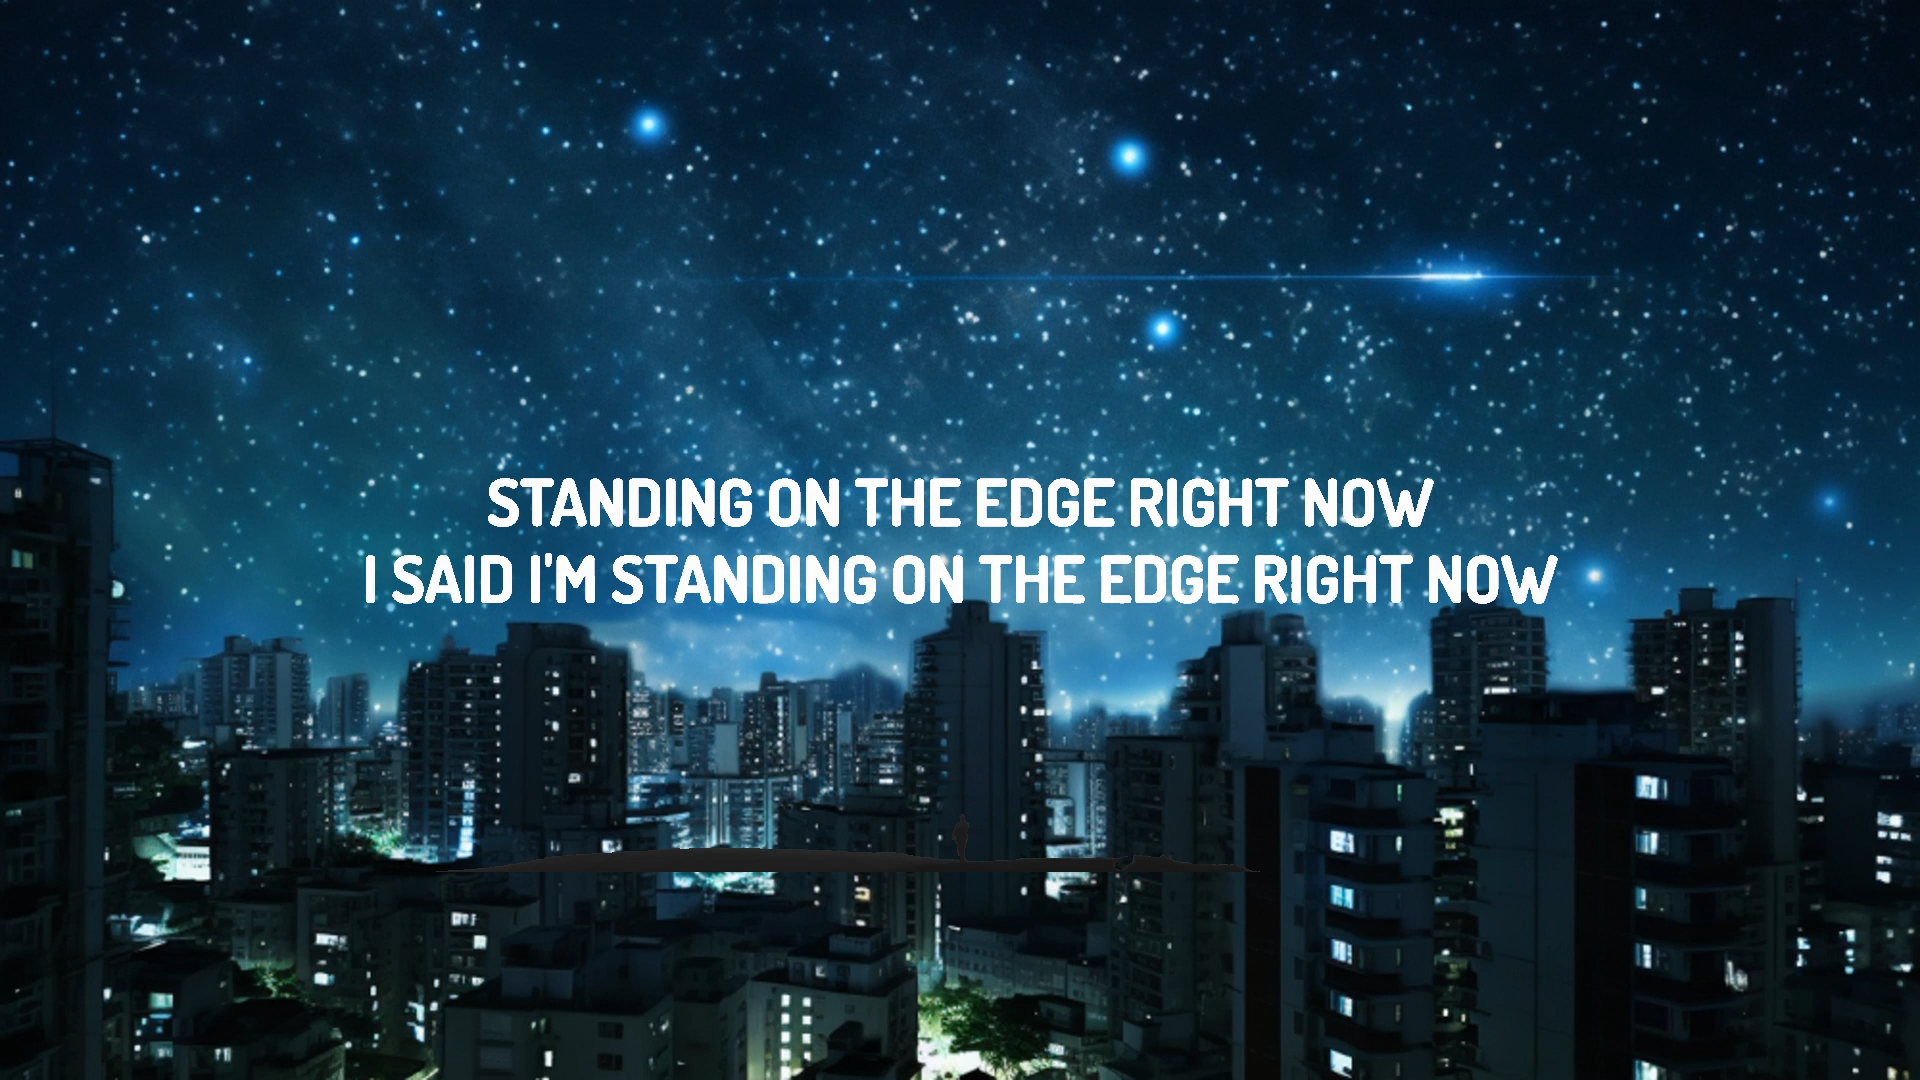 STANDING ON THE EDGE RIGHT NOW
I SAID I'M STANDING ON THE EDGE RIGHT NOW